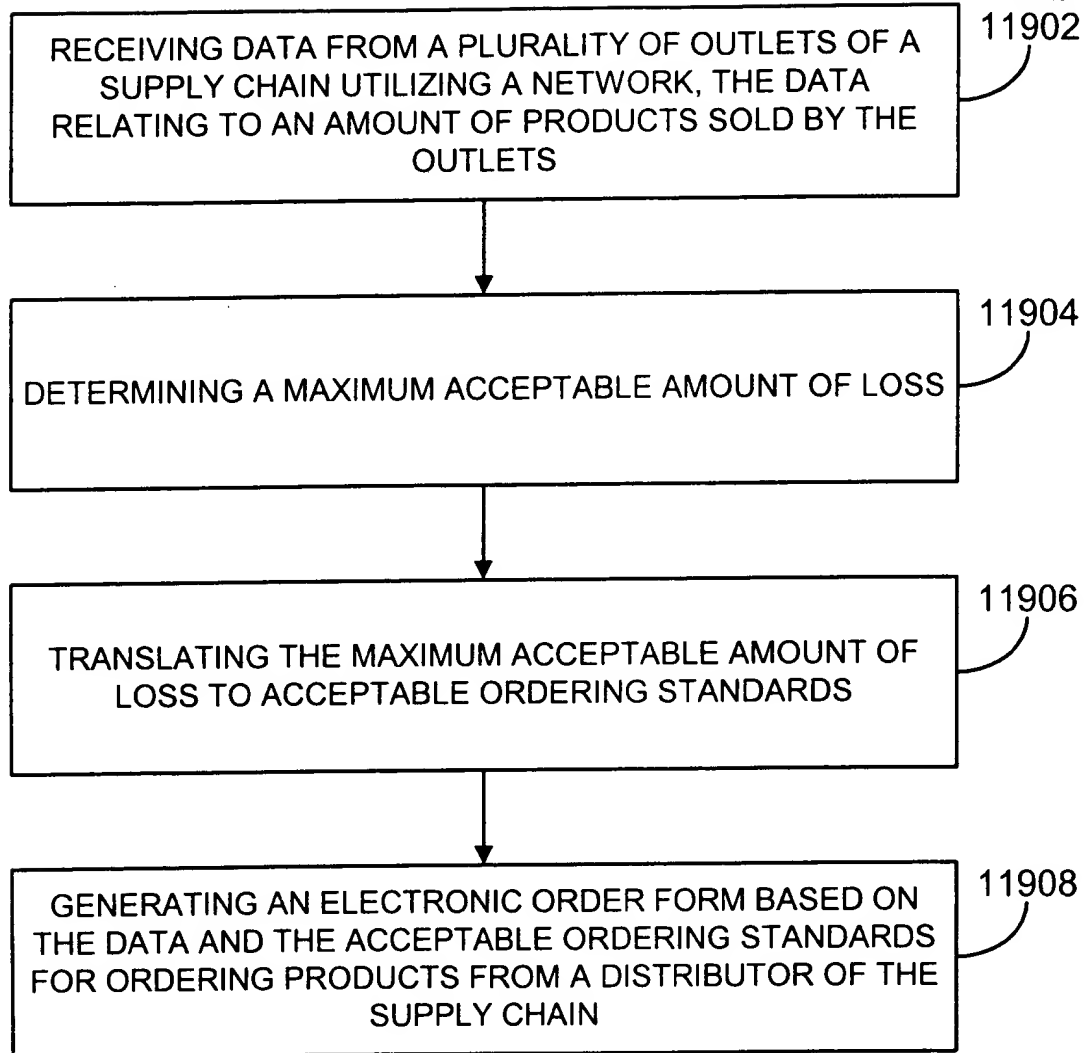 11902
RECEIVING DATA FROM A PLURALITY OF OUTLETS OF A
SUPPLY CHAIN UTILIZING A NETWORK, THE DATA
RELATING TO AN AMOUNT OF PRODUCTS SOLD BY THE
OUTLETS
11904
DETERMINING A MAXIMUM ACCEPTABLE AMOUNT OF LOSS
11906
TRANSLATING THE MAXIMUM ACCEPTABLE AMOUNT OF
LOSS TO ACCEPTABLE ORDERING STANDARDS
11908
GENERATING AN ELECTRONIC ORDER FORM BASED ON
THE DATA AND THE ACCEPTABLE ORDERING STANDARDS
FOR ORDERING PRODUCTS FROM A DISTRIBUTOR OF THE
SUPPLY CHAIN